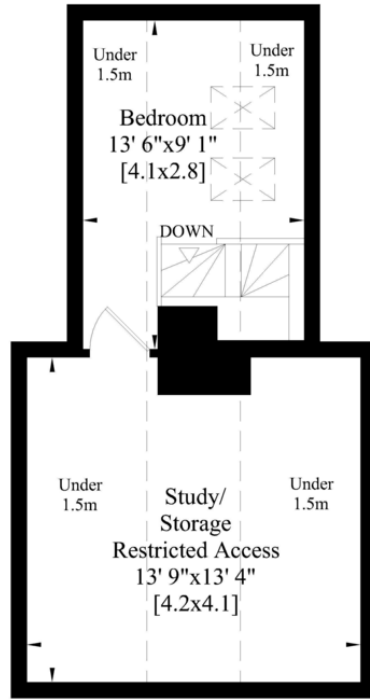 Under
1.5m
Under
1.5m
Bedroom
13' 6"x9' 1"
[4.1x2.8]
DOWN
Under
1.5m
Under
1.5m
Study/
Storage
Restricted Access
13' 9"x13' 4"
[4.2x4.1]